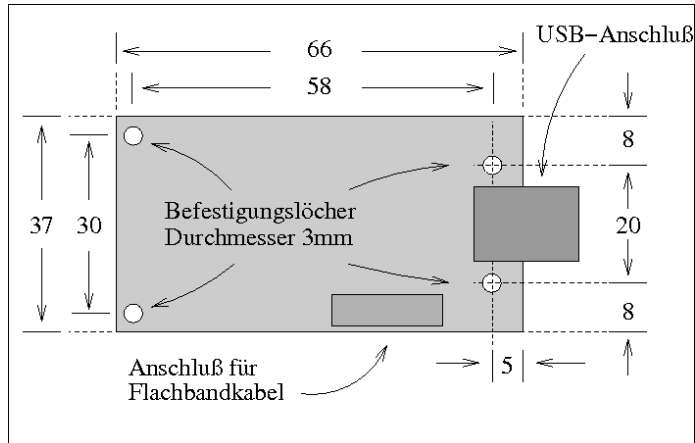 66
USB-Anschluß
58
8
Befestigungslöcher
Durchmesser 3mm
37
30
20
8
Anschluß für
Flachbandkabel
5